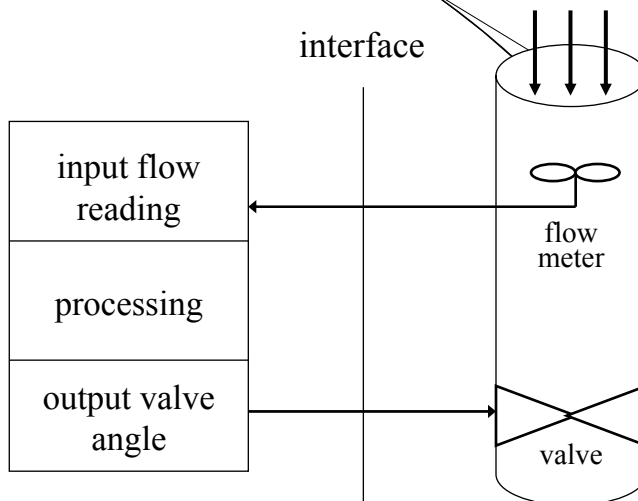 interface
input flow
reading
flow
meter
processing
output valve
angle
valve